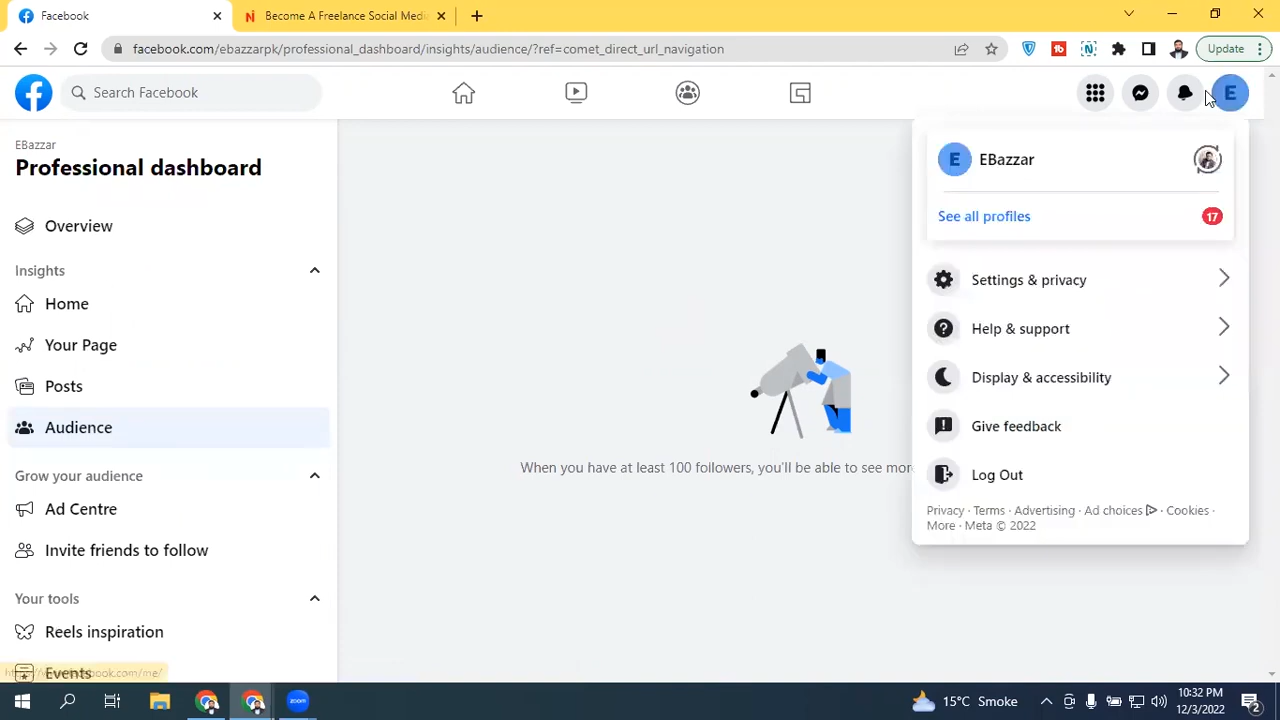 Facebook
Become A Freelance Social Medi
facebook.com/ebazzarpk/professional_dashboard/insights/audience/?ref=comet_direct_url_navigation
Update
Search Facebook
E
EBazzar
Professional dashboard
Overview
Insights
Home
Your Page
Posts
Audience
Grow your audience
Ad Centre
Invite friends to follow
Your tools
Reels inspiration
Events
When you have at least 100 followers, you'll be able to see mor
E
EBazzar
See all profiles
17
Settings & privacy
Help & support
Display & accessibility
Give feedback
Log Out
Privacy · Terms · Advertising · Ad choices · Cookies ·
More · Meta © 2022
zoom
15°C Smoke
10:32 PM
12/3/2022
2